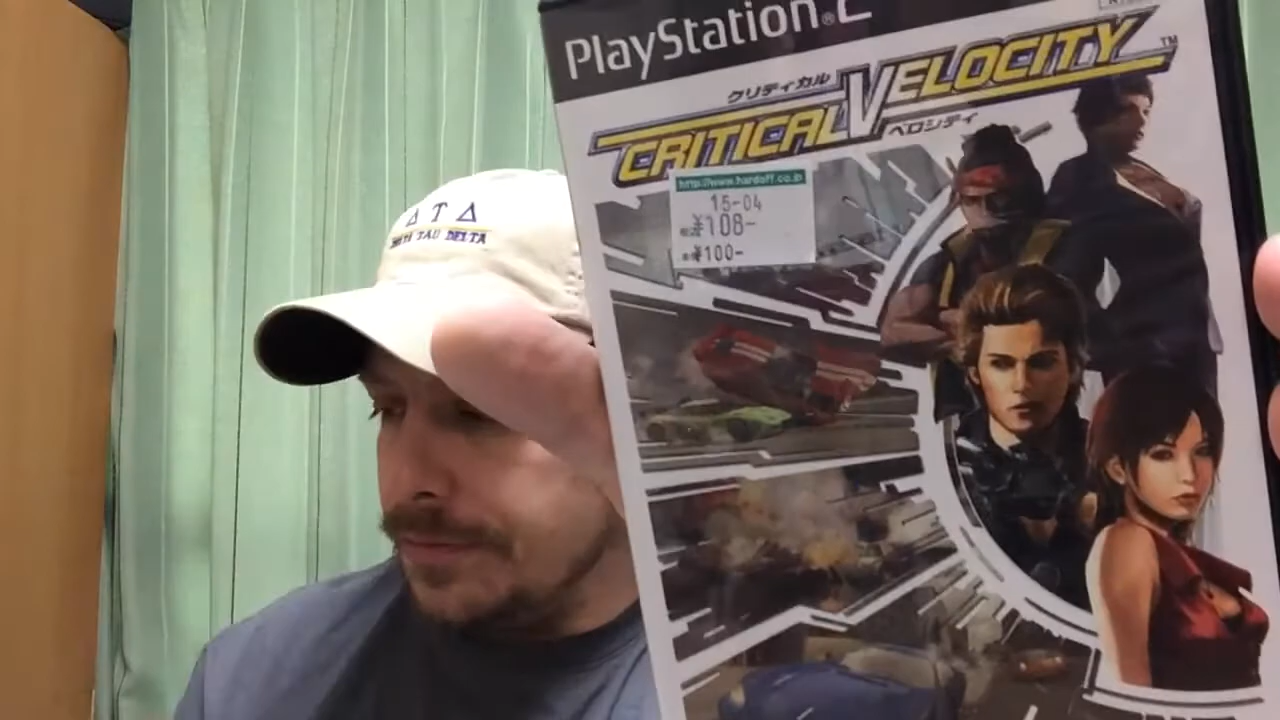 PlayStation®2
クリティカル
CRITICAL VELOCITY™
ベロシティ
http://www.hardoff.co.jp
15-04
¥108-
¥100-
ΔΤΔ
DELTA TAU DELTA